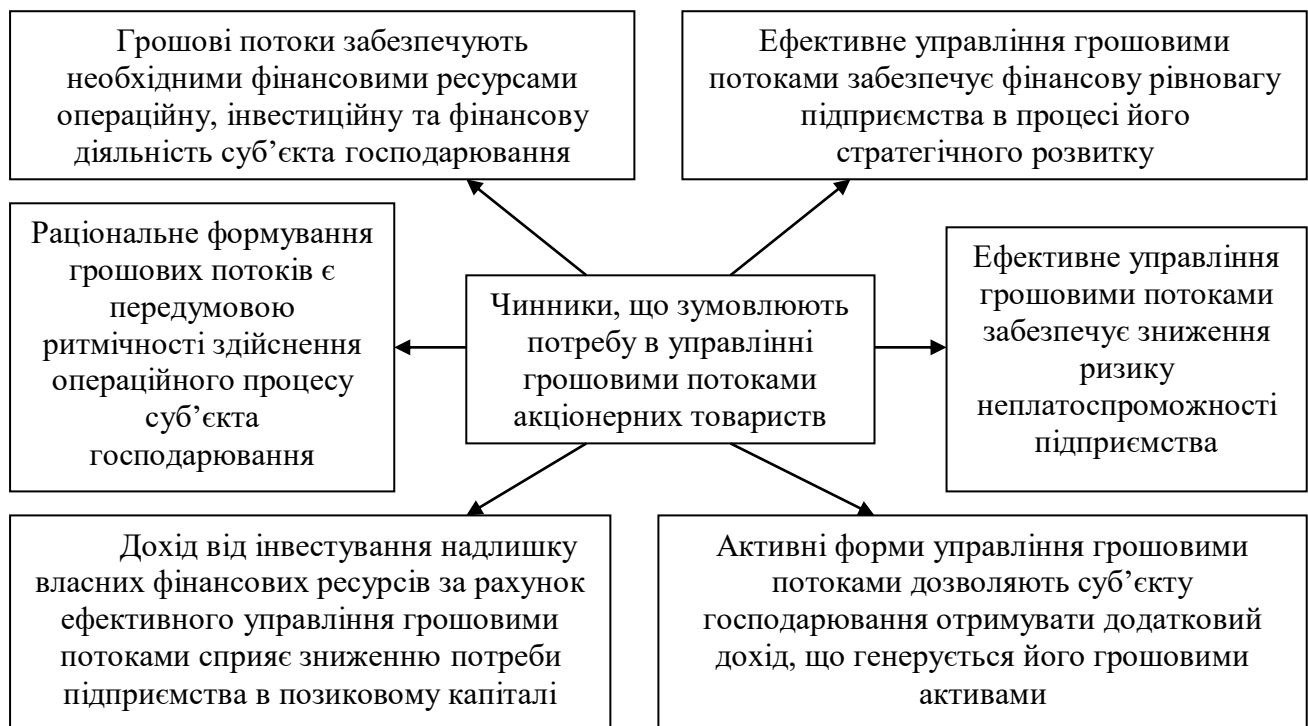 Грошові потоки забезпечують
необхідними фінансовими ресурсами
операційну, інвестиційну та фінансову
діяльність суб’єкта господарювання
Ефективне управління грошовими
потоками забезпечує фінансову рівновагу
підприємства в процесі його
стратегічного розвитку
Раціональне формування
грошових потоків є
передумовою
ритмічності здійснення
операційного процесу
суб’єкта
господарювання
Чинники, що зумовлюють
потребу в управлінні
грошовими потоками
акціонерних товариств
Ефективне управління
грошовими потоками
забезпечує зниження
ризику
неплатоспроможності
підприємства
Дохід від інвестування надлишку
власних фінансових ресурсів за рахунок
ефективного управління грошовими
потоками сприяє зниженню потреби
підприємства в позиковому капіталі
Активні форми управління грошовими
потоками дозволяють суб’єкту
господарювання отримувати додатковий
дохід, що генерується його грошовими
активами